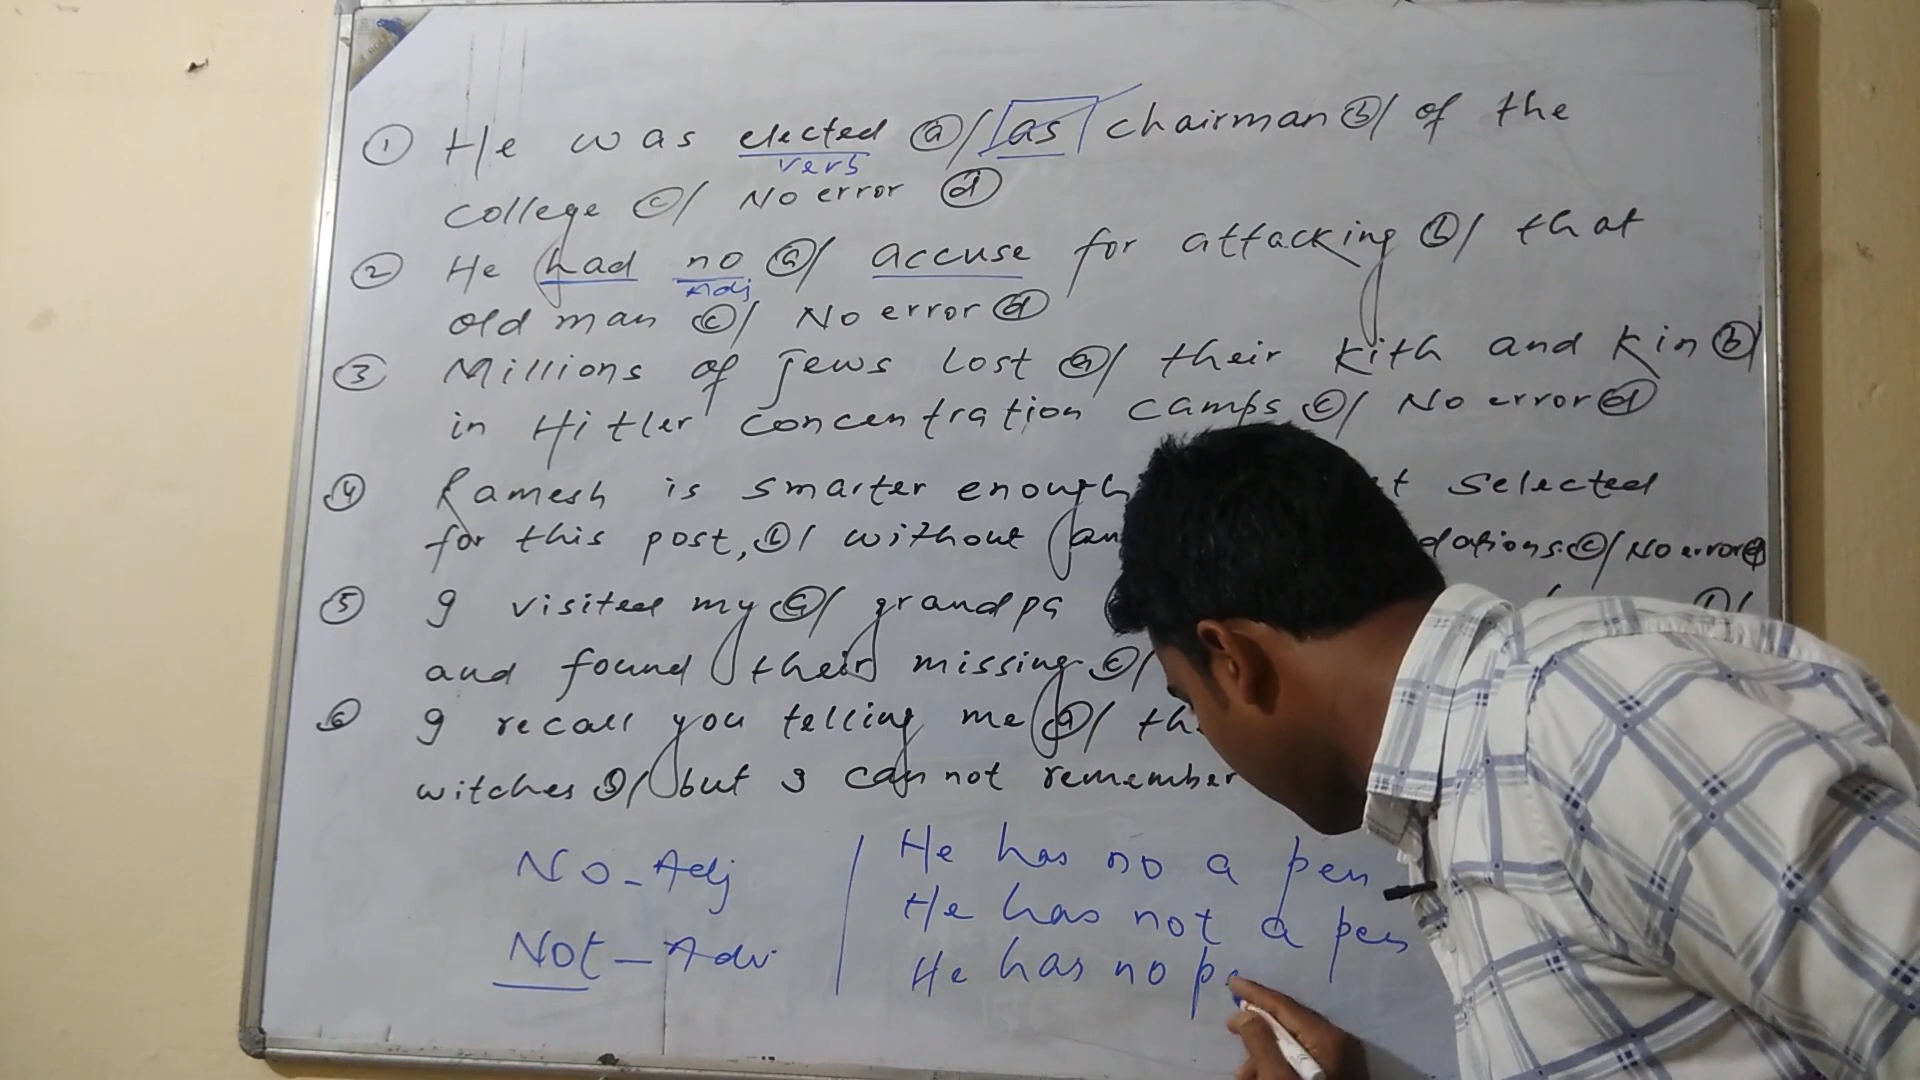 ① He was elected ⓐ/ as chairman ⓑ/ of the
verb
college ⓒ/ No error ⓓ
② He had no ⓐ/ accuse for attacking ⓑ/ that
Adj
old man ⓒ/ No error ⓓ
③ Millions of Jews lost ⓐ/ their kith and kin ⓑ/
in Hitler concentration camps ⓒ/ No error ⓓ
④ Ramesh is smarter enough selected
for this post, ⓑ/ without ⓒ/ No error ⓓ
⑤ I visited my ⓐ/ grandpa
and found their missing ⓒ/
⑥ I recall you telling me ⓐ/
witches ⓑ/ but I can not remember
No - Adj
Not - Adv
He has no a pen
He has not a pen
He has no